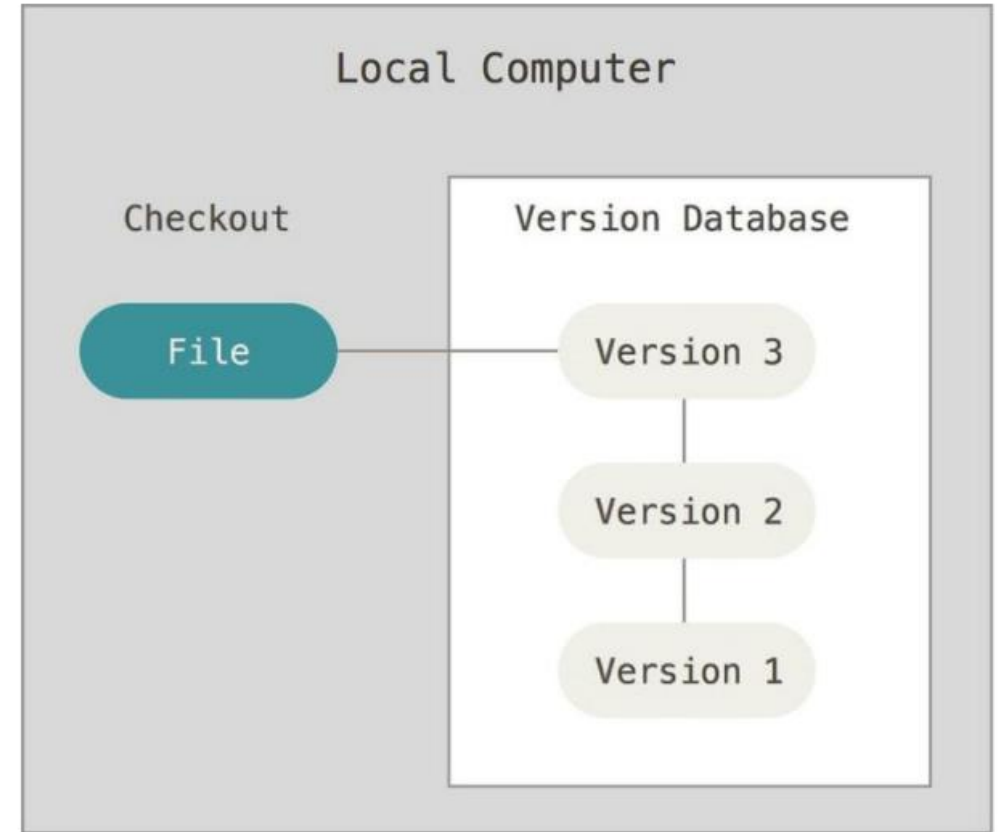 Local Computer
Checkout
Version Database
File
Version 3
Version 2
Version 1